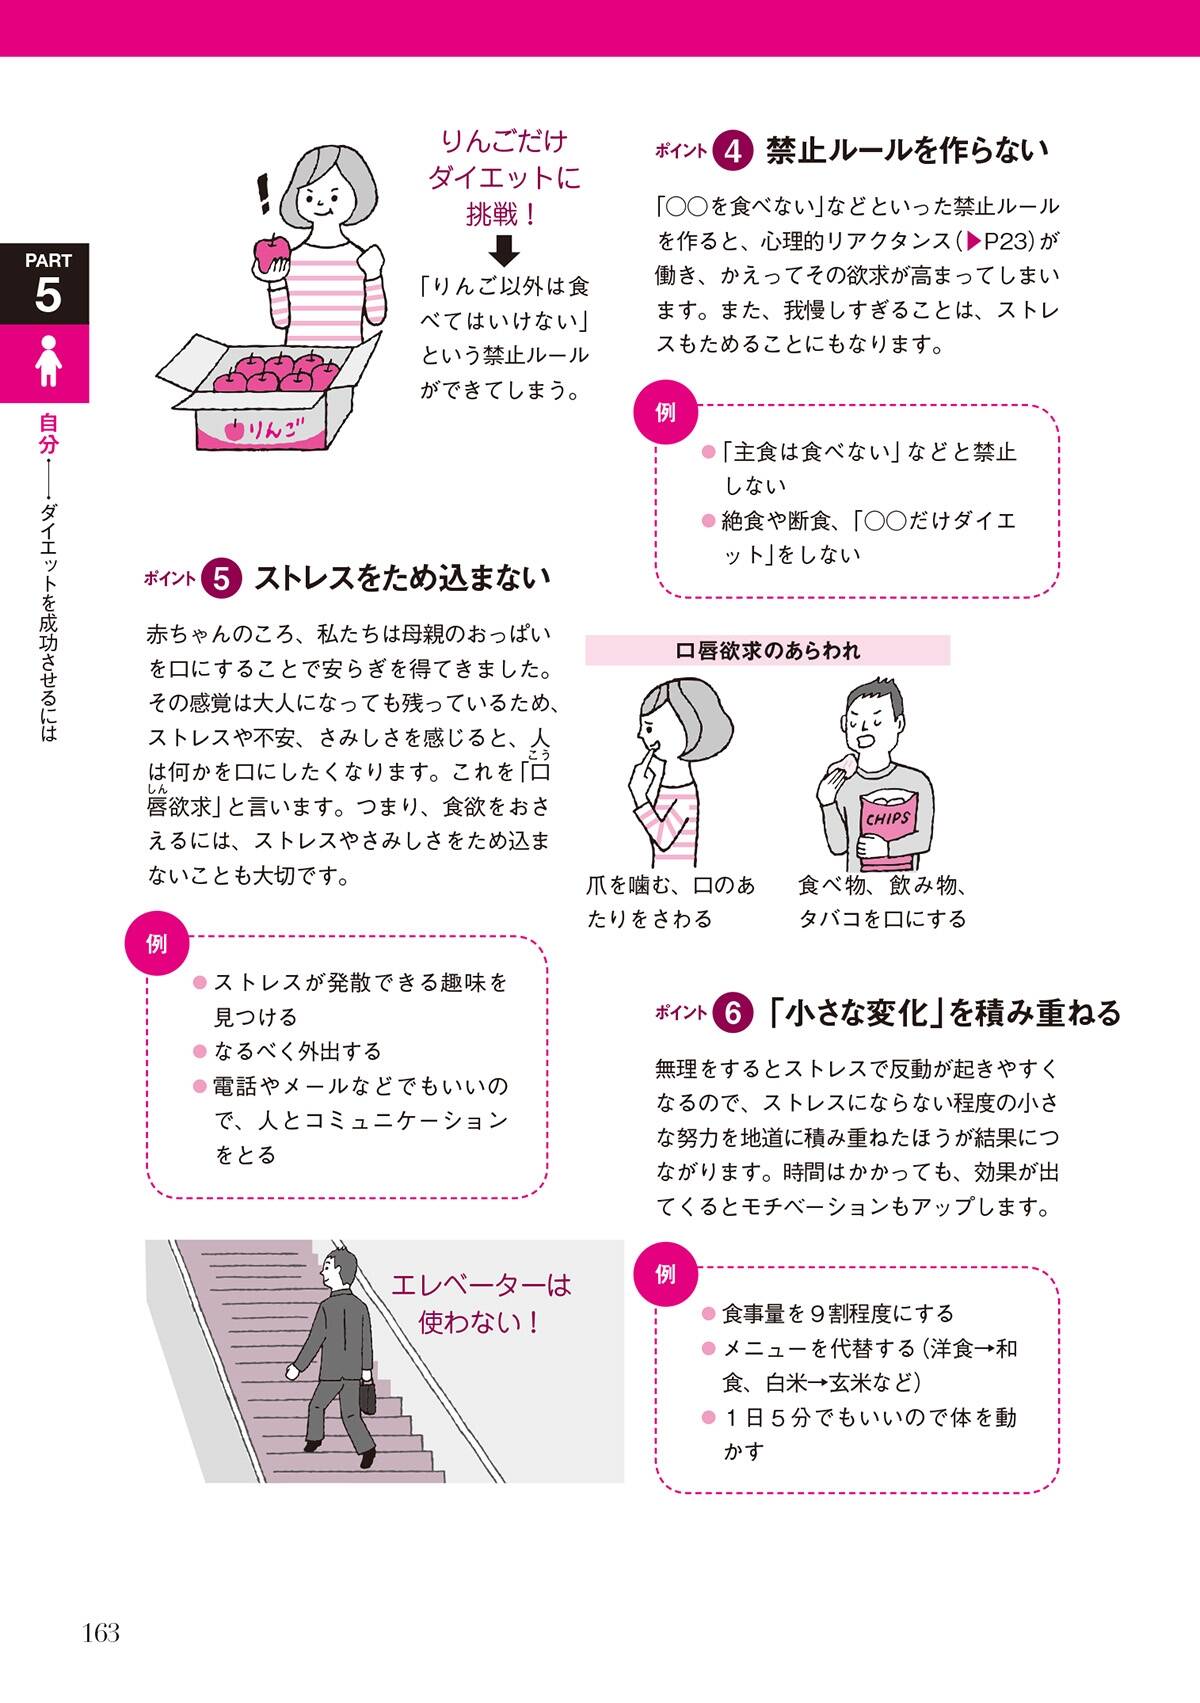 PART
5
自分——ダイエットを成功させるには
りんごだけ
ダイエットに
挑戦！
「りんご以外は食
べてはいけない」
という禁止ルール
ができてしまう。
りんご
ポイント 4 禁止ルールを作らない
「○○を食べない」などといった禁止ルール
を作ると、心理的リアクタンス（▶P23）が
働き、かえってその欲求が高まってしまい
ます。また、我慢しすぎることは、ストレ
スもためることにもなります。
例
●「主食は食べない」などと禁止
しない
●絶食や断食、「○○だけダイエ
ット」をしない
ポイント 5 ストレスをため込まない
赤ちゃんのころ、私たちは母親のおっぱい
を口にすることで安らぎを得てきました。
その感覚は大人になっても残っているため、
ストレスや不安、さみしさを感じると、人
は何かを口にしたくなります。これを「口
こう
唇欲求」と言います。つまり、食欲をおさ
しん
えるには、ストレスやさみしさをため込ま
ないことも大切です。
例
●ストレスが発散できる趣味を
見つける
●なるべく外出する
●電話やメールなどでもいいの
で、人とコミュニケーション
をとる
口唇欲求のあらわれ
CHIPS
爪を噛む、口のあ
たりをさわる
食べ物、飲み物、
タバコを口にする
ポイント 6 「小さな変化」を積み重ねる
無理をするとストレスで反動が起きやすく
なるので、ストレスにならない程度の小さ
な努力を地道に積み重ねたほうが結果につ
ながります。時間はかかっても、効果が出
てくるとモチベーションもアップします。
例
●食事量を９割程度にする
●メニューを代替する（洋食→和
食、白米→玄米など）
●１日５分でもいいので体を動
かす
エレベーターは
使わない！
163